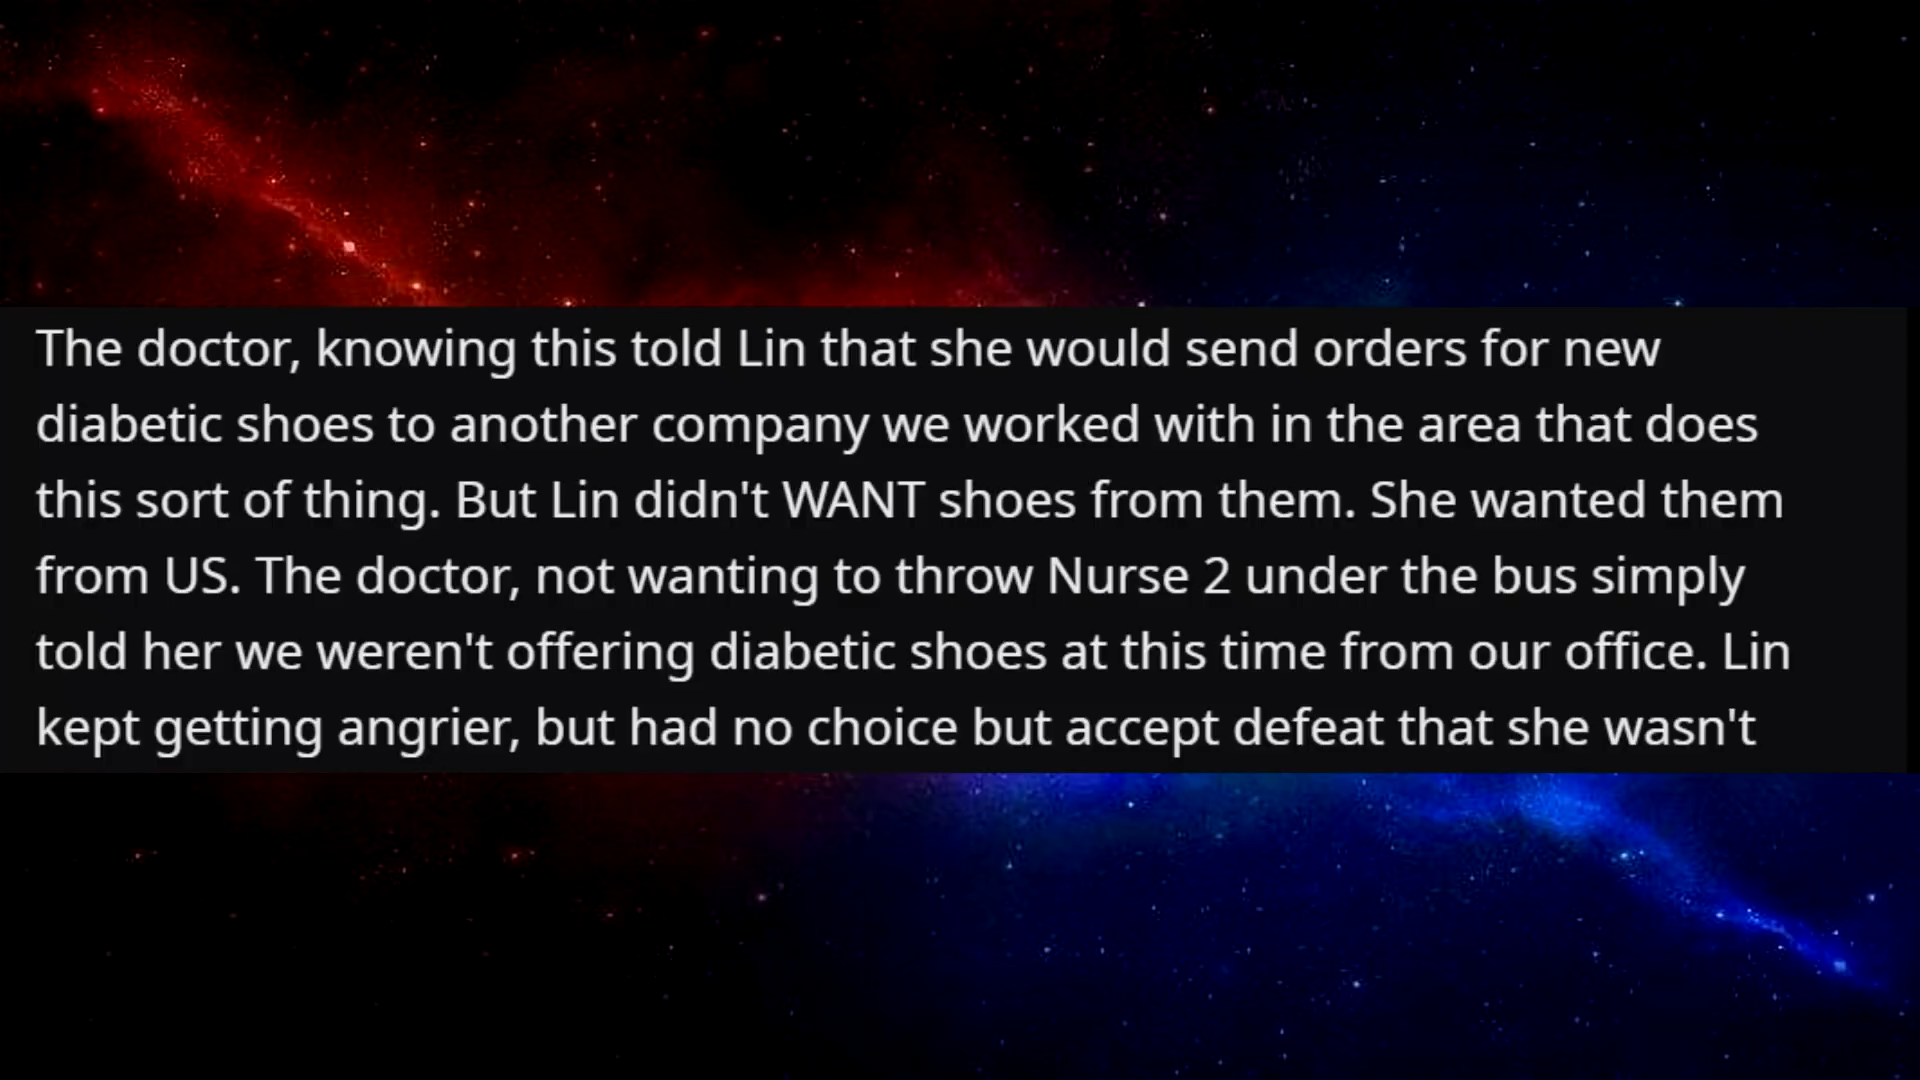 The doctor, knowing this told Lin that she would send orders for new
diabetic shoes to another company we worked with in the area that does
this sort of thing. But Lin didn't WANT shoes from them. She wanted them
from US. The doctor, not wanting to throw Nurse 2 under the bus simply
told her we weren't offering diabetic shoes at this time from our office. Lin
kept getting angrier, but had no choice but accept defeat that she wasn't